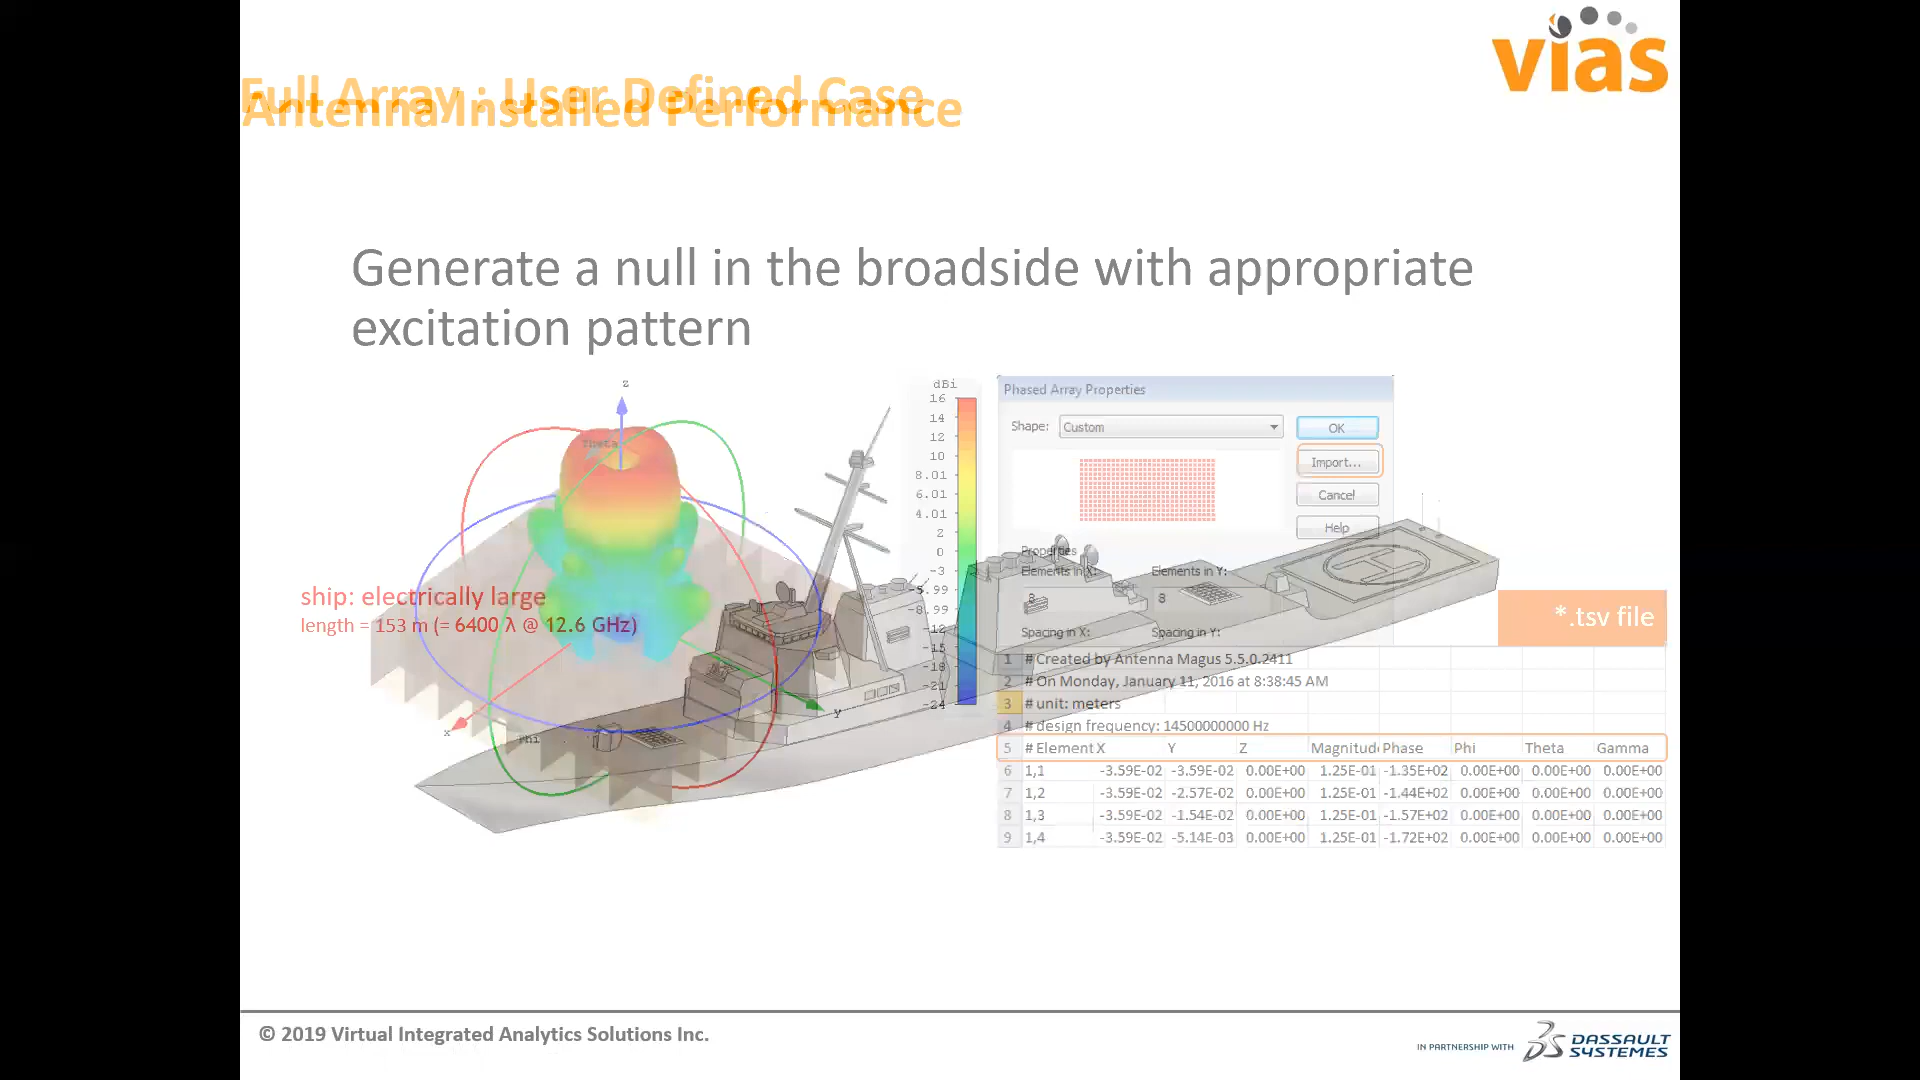 vias
Full Array : User Defined Case
Antenna Installed Performance
Generate a null in the broadside with appropriate
excitation pattern
z
Theta
x
Phi
y
dBi
16
14
12
10
8.01
6.01
4.01
2
0
-3
-5.99
-8.99
-12
-15
-18
-21
-24
Phased Array Properties
Shape: Custom
OK
Import...
Cancel
Help
Properties
Elements in X: Elements in Y:
8 8
Spacing in X: Spacing in Y:
ship: electrically large
length = 153 m (= 6400 λ @ 12.6 GHz)
*.tsv file
1 # Created by Antenna Magus 5.5.0.2411
2 # On Monday, January 11, 2016 at 8:38:45 AM
3 # unit: meters
4 # design frequency: 14500000000 Hz
5 # Element X Y Z Magnitud Phase Phi Theta Gamma
6 1,1 -3.59E-02 -3.59E-02 0.00E+00 1.25E-01 -1.35E+02 0.00E+00 0.00E+00 0.00E+00
7 1,2 -3.59E-02 -2.57E-02 0.00E+00 1.25E-01 -1.44E+02 0.00E+00 0.00E+00 0.00E+00
8 1,3 -3.59E-02 -1.54E-02 0.00E+00 1.25E-01 -1.57E+02 0.00E+00 0.00E+00 0.00E+00
9 1,4 -3.59E-02 -5.14E-03 0.00E+00 1.25E-01 -1.72E+02 0.00E+00 0.00E+00 0.00E+00
© 2019 Virtual Integrated Analytics Solutions Inc.
IN PARTNERSHIP WITH
DASSAULT
SYSTEMES